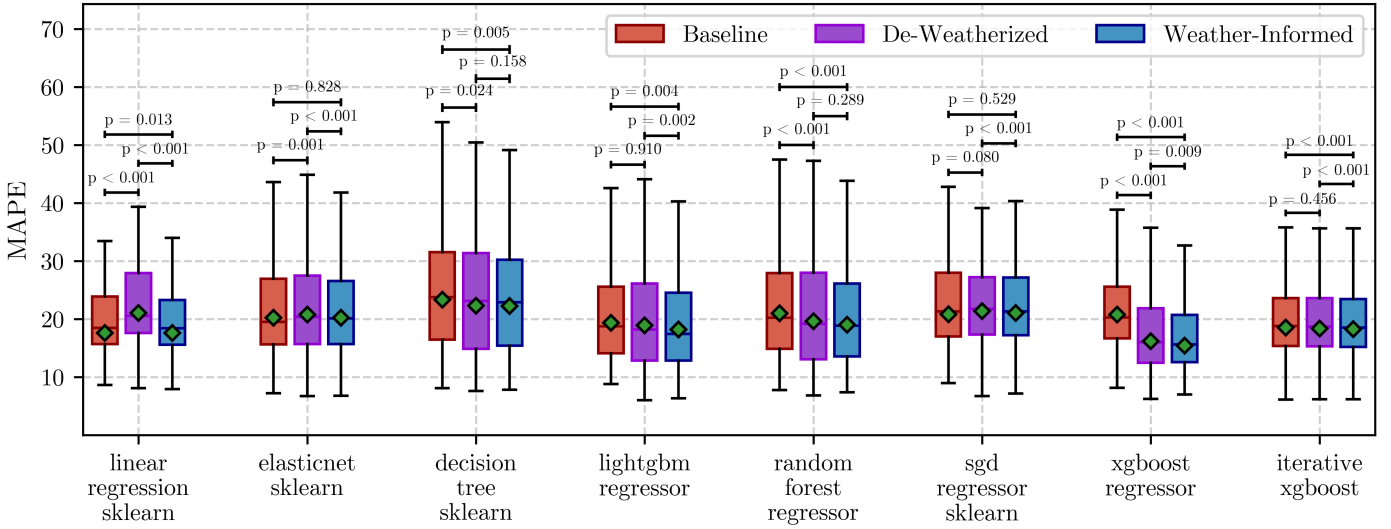 70
60
50
40
30
20
10
MAPE
Baseline
De-Weatherized
Weather-Informed
p = 0.013
p < 0.001
p < 0.001
p = 0.828
p < 0.001
p = 0.001
p = 0.005
p = 0.158
p = 0.024
p = 0.004
p = 0.002
p = 0.910
p < 0.001
p = 0.289
p < 0.001
p = 0.529
p < 0.001
p = 0.080
p < 0.001
p = 0.009
p < 0.001
p < 0.001
p < 0.001
p = 0.456
linear
regression
sklearn
elasticnet
sklearn
decision
tree
sklearn
lightgbm
regressor
random
forest
regressor
sgd
regressor
sklearn
xgboost
regressor
iterative
xgboost